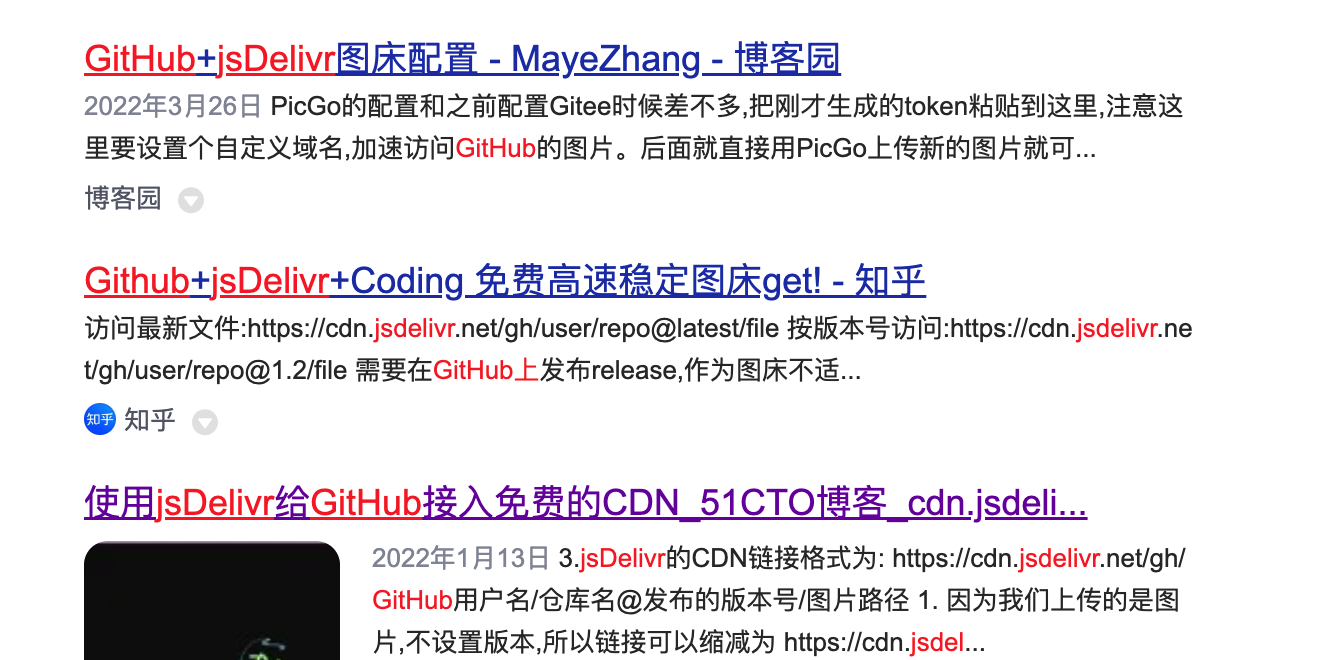 GitHub+jsDelivr图床配置 - MayeZhang - 博客园
2022年3月26日 PicGo的配置和之前配置Gitee时候差不多,把刚才生成的token粘贴到这里,注意这
里要设置个自定义域名,加速访问GitHub的图片。后面就直接用PicGo上传新的图片就可...
博客园
Github+jsDelivr+Coding 免费高速稳定图床get! - 知乎
访问最新文件:https://cdn.jsdelivr.net/gh/user/repo@latest/file 按版本号访问:https://cdn.jsdelivr.ne
t/gh/user/repo@1.2/file 需要在GitHub上发布release,作为图床不适...
知乎 知乎
使用jsDelivr给GitHub接入免费的CDN_51CTO博客_cdn.jsdeli...
2022年1月13日 3.jsDelivr的CDN链接格式为: https://cdn.jsdelivr.net/gh/
GitHub用户名/仓库名@发布的版本号/图片路径 1. 因为我们上传的是图
片,不设置版本,所以链接可以缩减为 https://cdn.jsdel...